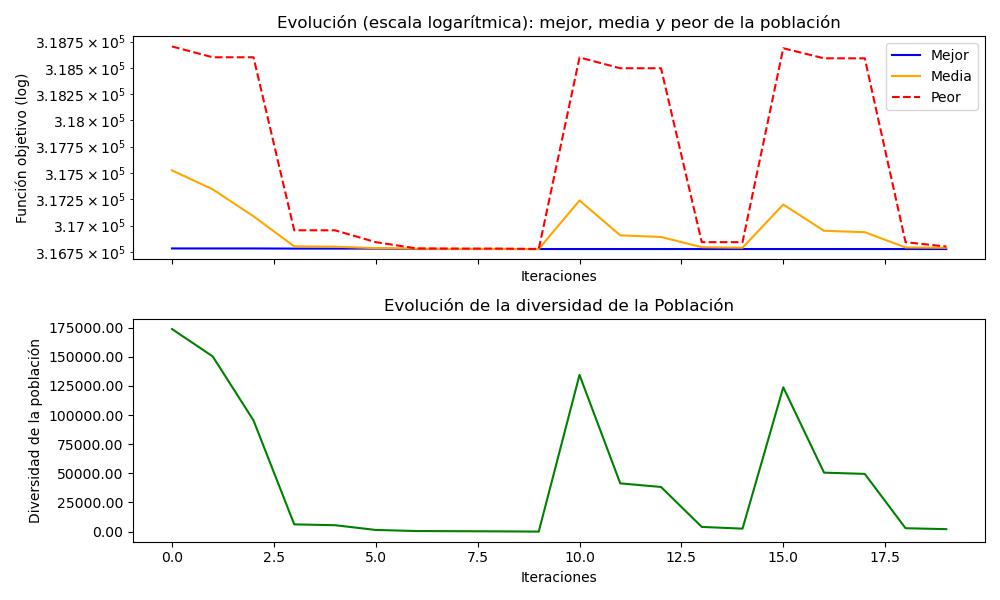 Evolución (escala logarítmica): mejor, media y peor de la población
Función objetivo (log)
3.1875 × 10⁵
3.185 × 10⁵
3.1825 × 10⁵
3.18 × 10⁵
3.1775 × 10⁵
3.175 × 10⁵
3.1725 × 10⁵
3.17 × 10⁵
3.1675 × 10⁵
Mejor
Media
Peor
Iteraciones
Evolución de la diversidad de la Población
Diversidad de la población
175000.00
150000.00
125000.00
100000.00
75000.00
50000.00
25000.00
0.00
0.0 2.5 5.0 7.5 10.0 12.5 15.0 17.5
Iteraciones